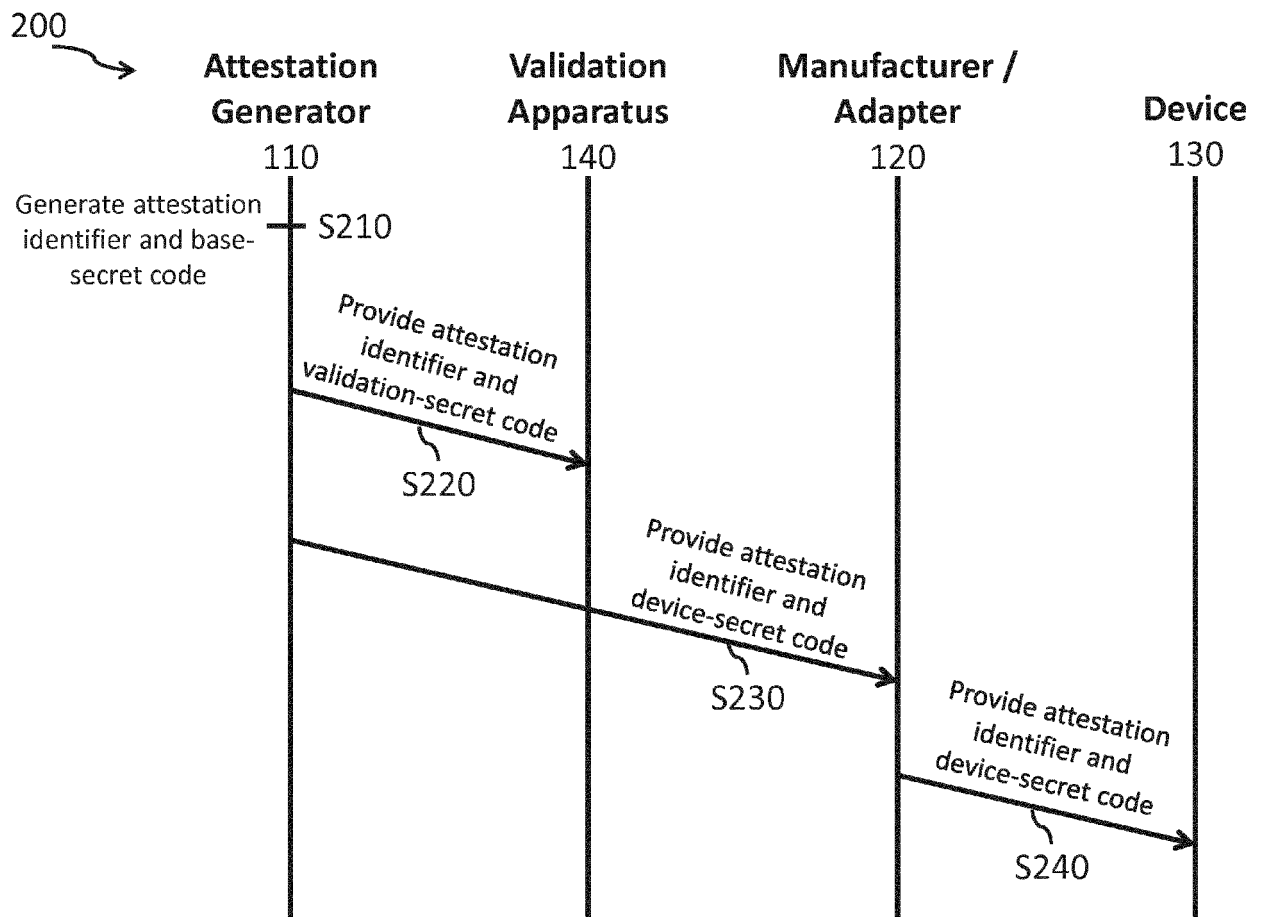 200
Attestation
Generator
110
Validation
Apparatus
140
Manufacturer /
Adapter
120
Device
130
Generate attestation
identifier and base-
secret code
S210
Provide attestation
identifier and
validation-secret code
S220
Provide attestation
identifier and
device-secret code
S230
Provide attestation
identifier and
device-secret code
S240